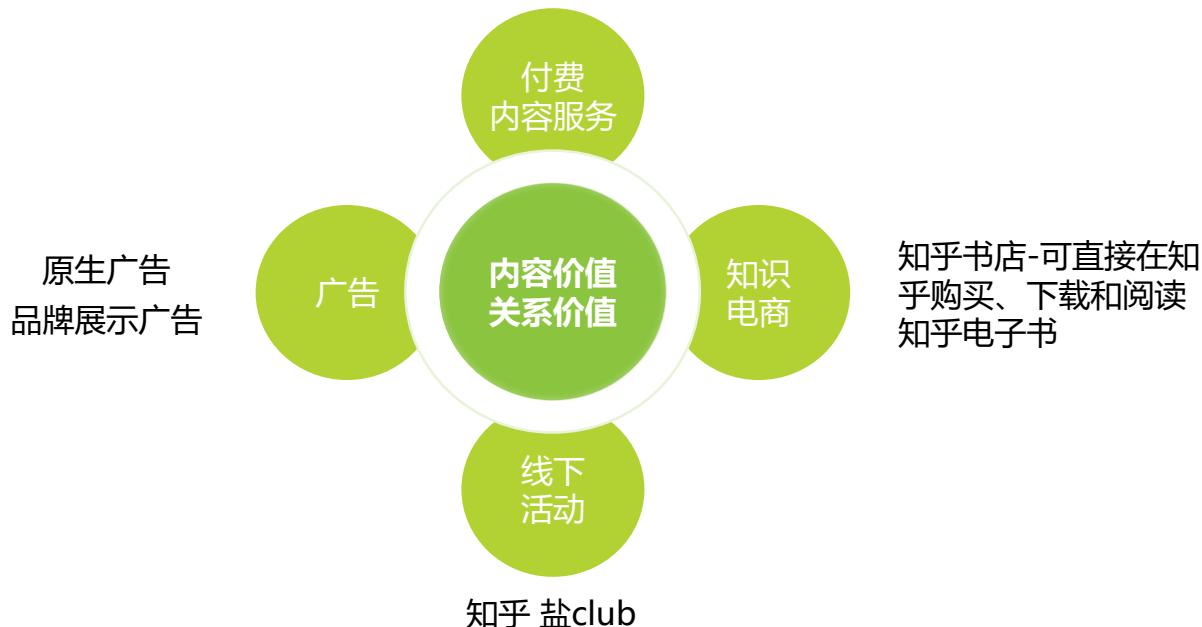 付费
内容服务
原生广告
品牌展示广告
广告
内容价值
关系价值
知识
电商
知乎书店-可直接在知
乎购买、下载和阅读
知乎电子书
线下
活动
知乎 盐club